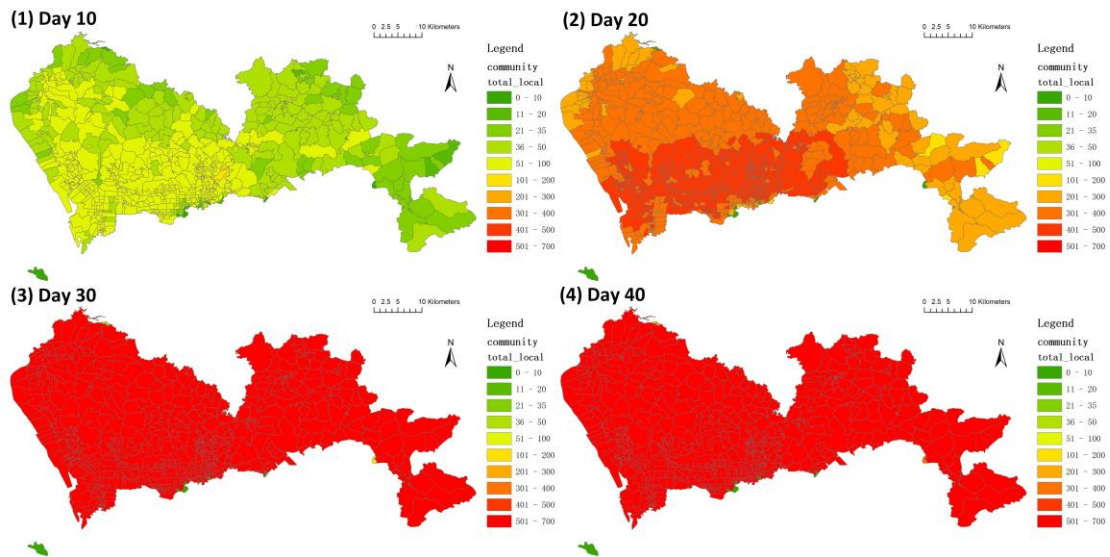 (1) Day 10
0 2.5 5 10 Kilometers
N
Legend
community
total_local
0 - 10
11 - 20
21 - 35
36 - 50
51 - 100
101 - 200
201 - 300
301 - 400
401 - 500
501 - 700
(2) Day 20
0 2.5 5 10 Kilometers
N
Legend
community
total_local
0 - 10
11 - 20
21 - 35
36 - 50
51 - 100
101 - 200
201 - 300
301 - 400
401 - 500
501 - 700
(3) Day 30
0 2.5 5 10 Kilometers
N
Legend
community
total_local
0 - 10
11 - 20
21 - 35
36 - 50
51 - 100
101 - 200
201 - 300
301 - 400
401 - 500
501 - 700
(4) Day 40
0 2.5 5 10 Kilometers
N
Legend
community
total_local
0 - 10
11 - 20
21 - 35
36 - 50
51 - 100
101 - 200
201 - 300
301 - 400
401 - 500
501 - 700